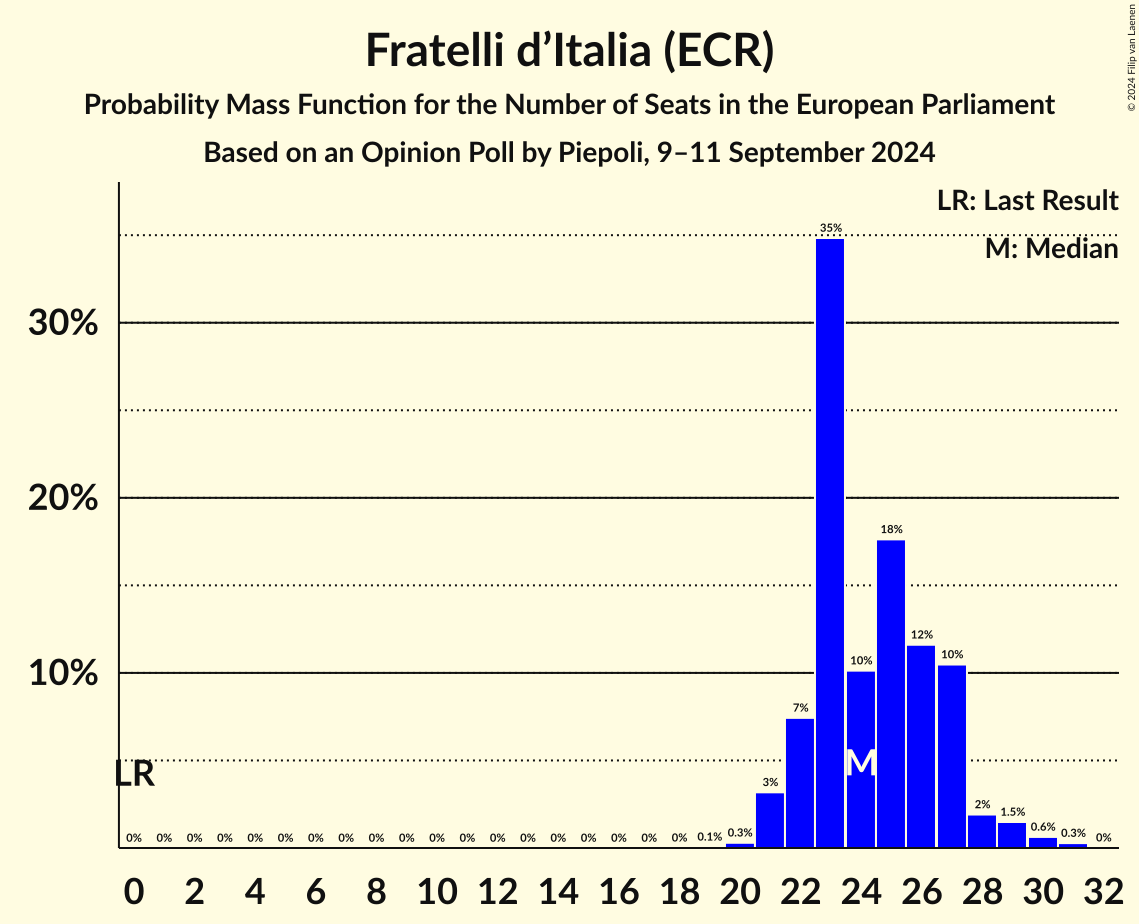 Fratelli d’Italia (ECR)
Probability Mass Function for the Number of Seats in the European Parliament
Based on an Opinion Poll by Piepoli, 9–11 September 2024
© 2024 Filip van Laenen
LR: Last Result
M: Median
30%
20%
10%
LR
M
0% 0% 0% 0% 0% 0% 0% 0% 0% 0% 0% 0% 0% 0% 0% 0% 0% 0% 0% 0.1% 0.3% 3% 7% 35% 10% 18% 12% 10% 2% 1.5% 0.6% 0.3% 0%
0 2 4 6 8 10 12 14 16 18 20 22 24 26 28 30 32